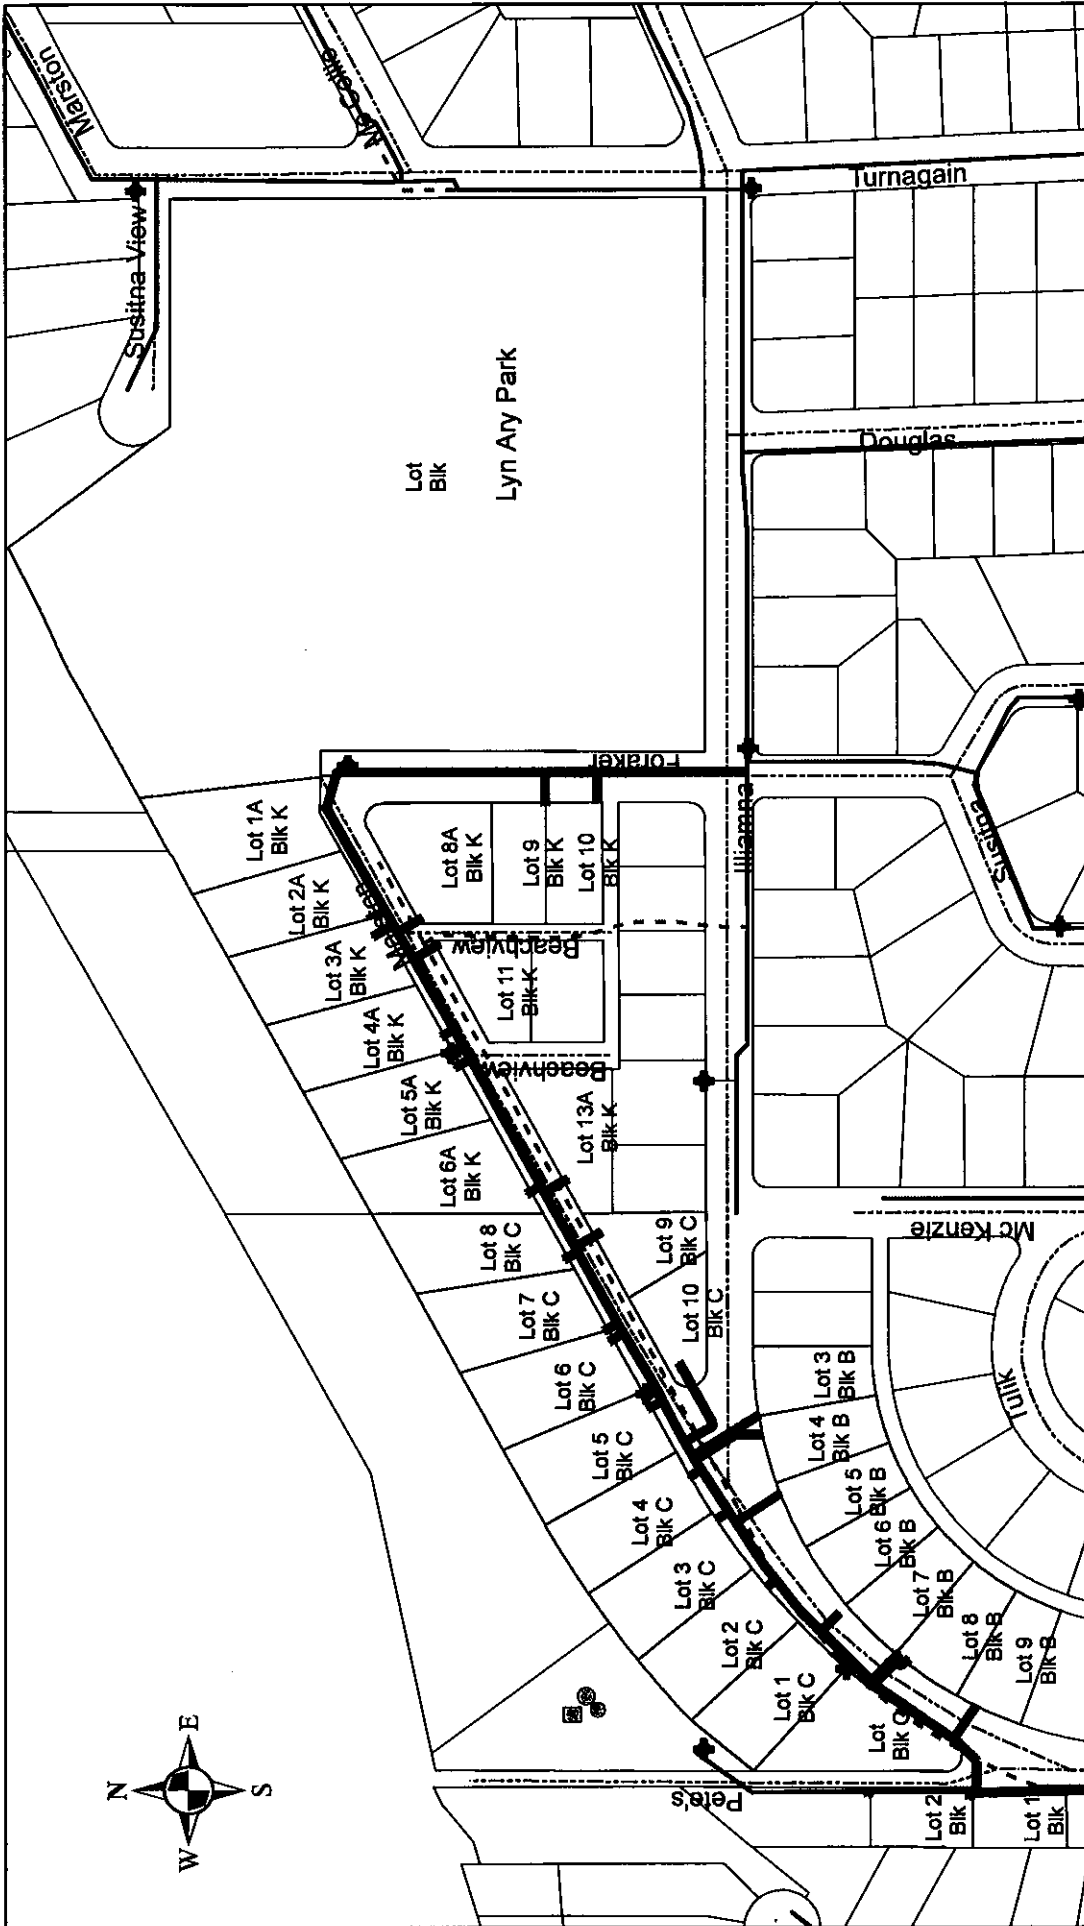 Marston
Mc Collie
Susitna View
Turnagain
Lot
Blk
Lyn Ary Park
Douglas
Foraker
Illiamna
Susitna
Lot 1A
Blk K
Lot 2A
Blk K
Lot 3A
Blk K
Lot 4A
Blk K
Lot 5A
Blk K
Lot 6A
Blk K
Marston
Lot 8A
Blk K
Lot 9
Blk K
Lot 10
Blk K
Beachview
Lot 11
Blk K
Beachview
Lot 13A
Blk K
Lot 8
Blk C
Lot 7
Blk C
Lot 6
Blk C
Lot 5
Blk C
Lot 4
Blk C
Lot 3
Blk C
Lot 2
Blk C
Lot 1
Blk C
Lot
Blk C
Lot 9
Blk C
Lot 10
Blk C
Mc Kenzie
Tulik
Lot 3
Blk B
Lot 4
Blk B
Lot 5
Blk B
Lot 6
Blk B
Lot 7
Blk B
Lot 8
Blk B
Lot 9
Blk B
Pete's
Lot 2
Blk
Lot 1
Blk
N
W
E
S